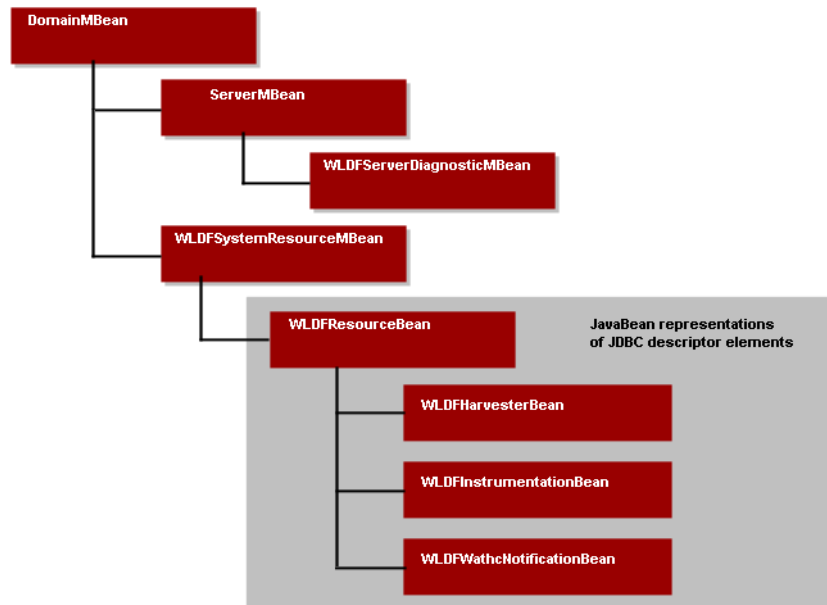 DomainMBean
ServerMBean
WLDFServerDiagnosticMBean
WLDFSystemResourceMBean
WLDFResourceBean
JavaBean representations
of JDBC descriptor elements
WLDFHarvesterBean
WLDFInstrumentationBean
WLDFWathcNotificationBean